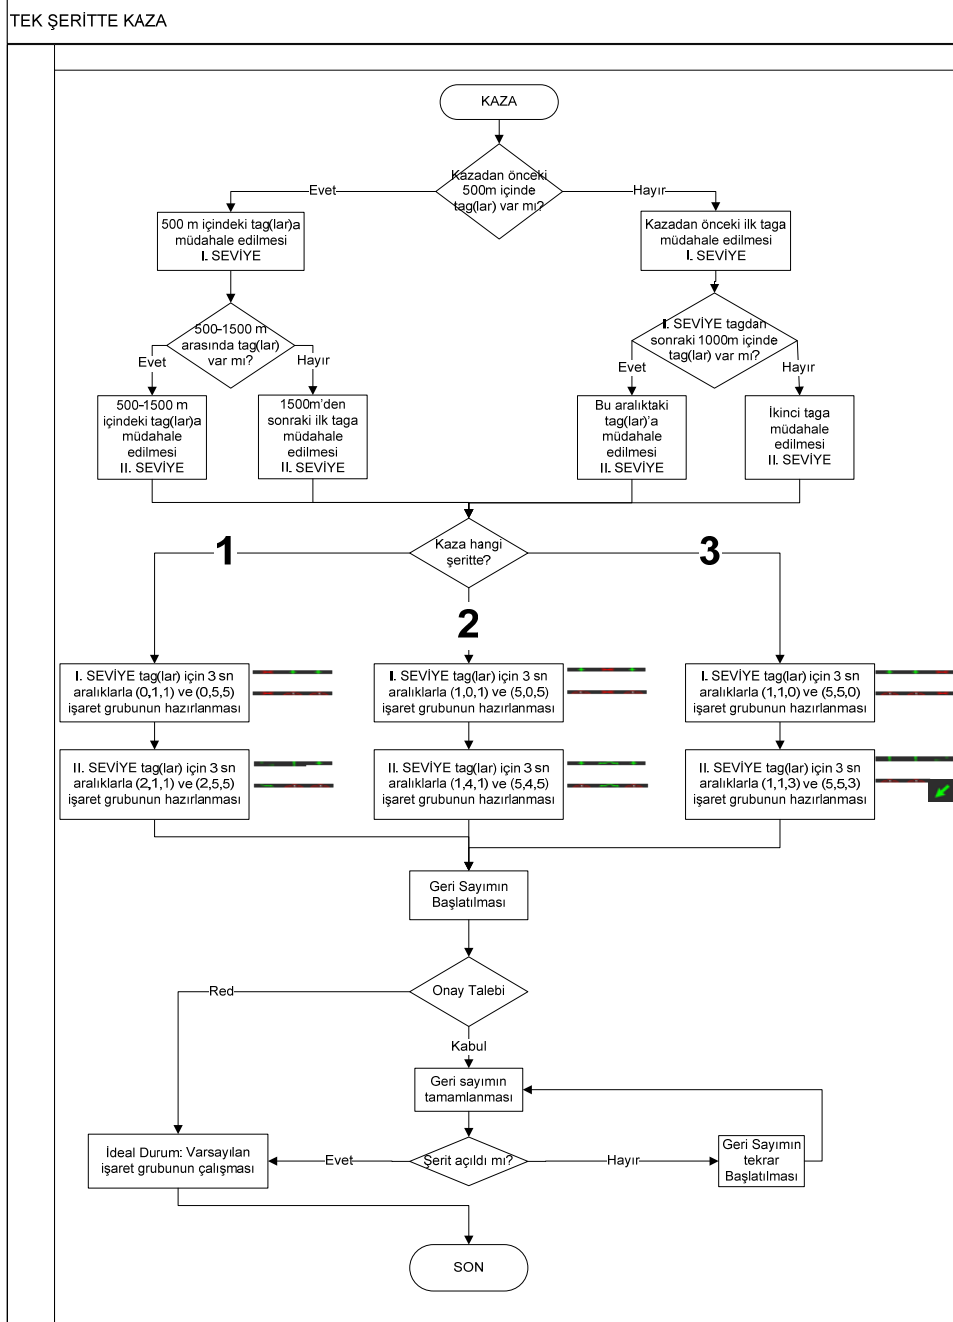 TEK ŞERİTTE KAZA
KAZA
Kazadan önceki
500m içinde
tag(lar) var mı?
Evet
Hayır
500 m içindeki tag(lar)a
müdahale edilmesi
I. SEVİYE
Kazadan önceki ilk taga
müdahale edilmesi
I. SEVİYE
500-1500 m
arasında tag(lar)
var mı?
I. SEVİYE tagdan
sonraki 1000m içinde
tag(lar) var mı?
Evet
Hayır
Evet
Hayır
500-1500 m
içindeki tag(lar)a
müdahale
edilmesi
II. SEVİYE
1500m'den
sonraki ilk taga
müdahale
edilmesi
II. SEVİYE
Bu aralıktaki
tag(lar)'a
müdahale
edilmesi
II. SEVİYE
İkinci taga
müdahale
edilmesi
II. SEVİYE
Kaza hangi
şeritte?
1
2
3
I. SEVİYE tag(lar) için 3 sn
aralıklarla (0,1,1) ve (0,5,5)
işaret grubunun hazırlanması
I. SEVİYE tag(lar) için 3 sn
aralıklarla (1,0,1) ve (5,0,5)
işaret grubunun hazırlanması
I. SEVİYE tag(lar) için 3 sn
aralıklarla (1,1,0) ve (5,5,0)
işaret grubunun hazırlanması
II. SEVİYE tag(lar) için 3 sn
aralıklarla (2,1,1) ve (2,5,5)
işaret grubunun hazırlanması
II. SEVİYE tag(lar) için 3 sn
aralıklarla (1,4,1) ve (5,4,5)
işaret grubunun hazırlanması
II. SEVİYE tag(lar) için 3 sn
aralıklarla (1,1,3) ve (5,5,3)
işaret grubunun hazırlanması
Geri Sayımın
Başlatılması
Onay Talebi
Red
Kabul
Geri sayımın
tamamlanması
Şerit açıldı mı?
Evet
Hayır
İdeal Durum: Varsayılan
işaret grubunun çalışması
Geri Sayımın
tekrar
Başlatılması
SON